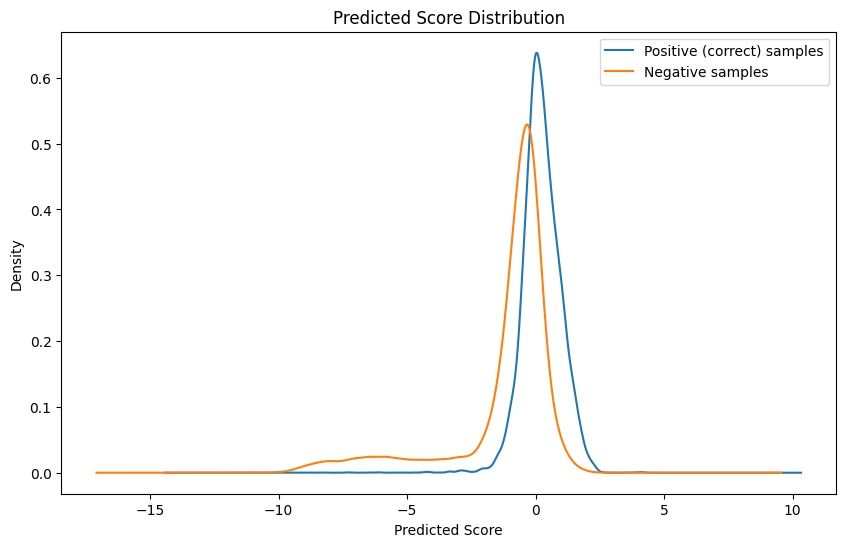 Predicted Score Distribution
Positive (correct) samples
Negative samples
0.6
0.5
0.4
0.3
0.2
0.1
0.0
Density
−15
−10
−5
0
5
10
Predicted Score